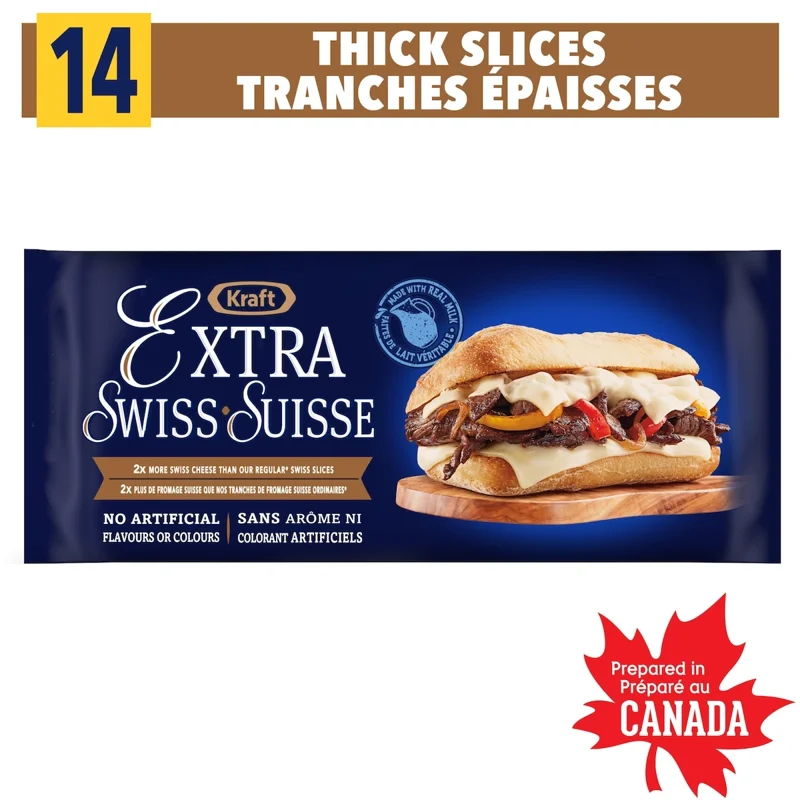 14
THICK SLICES
TRANCHES ÉPAISSES
Kraft
EXTRA
SWISS·SUISSE
MADE WITH REAL MILK
FAITES DE LAIT VÉRITABLE
2x MORE SWISS CHEESE THAN OUR REGULAR* SWISS SLICES
2x PLUS DE FROMAGE SUISSE QUE NOS TRANCHES DE FROMAGE SUISSE ORDINAIRES*
NO ARTIFICIAL
FLAVOURS OR COLOURS
SANS ARÔME NI
COLORANT ARTIFICIELS
Prepared in
Préparé au
CANADA